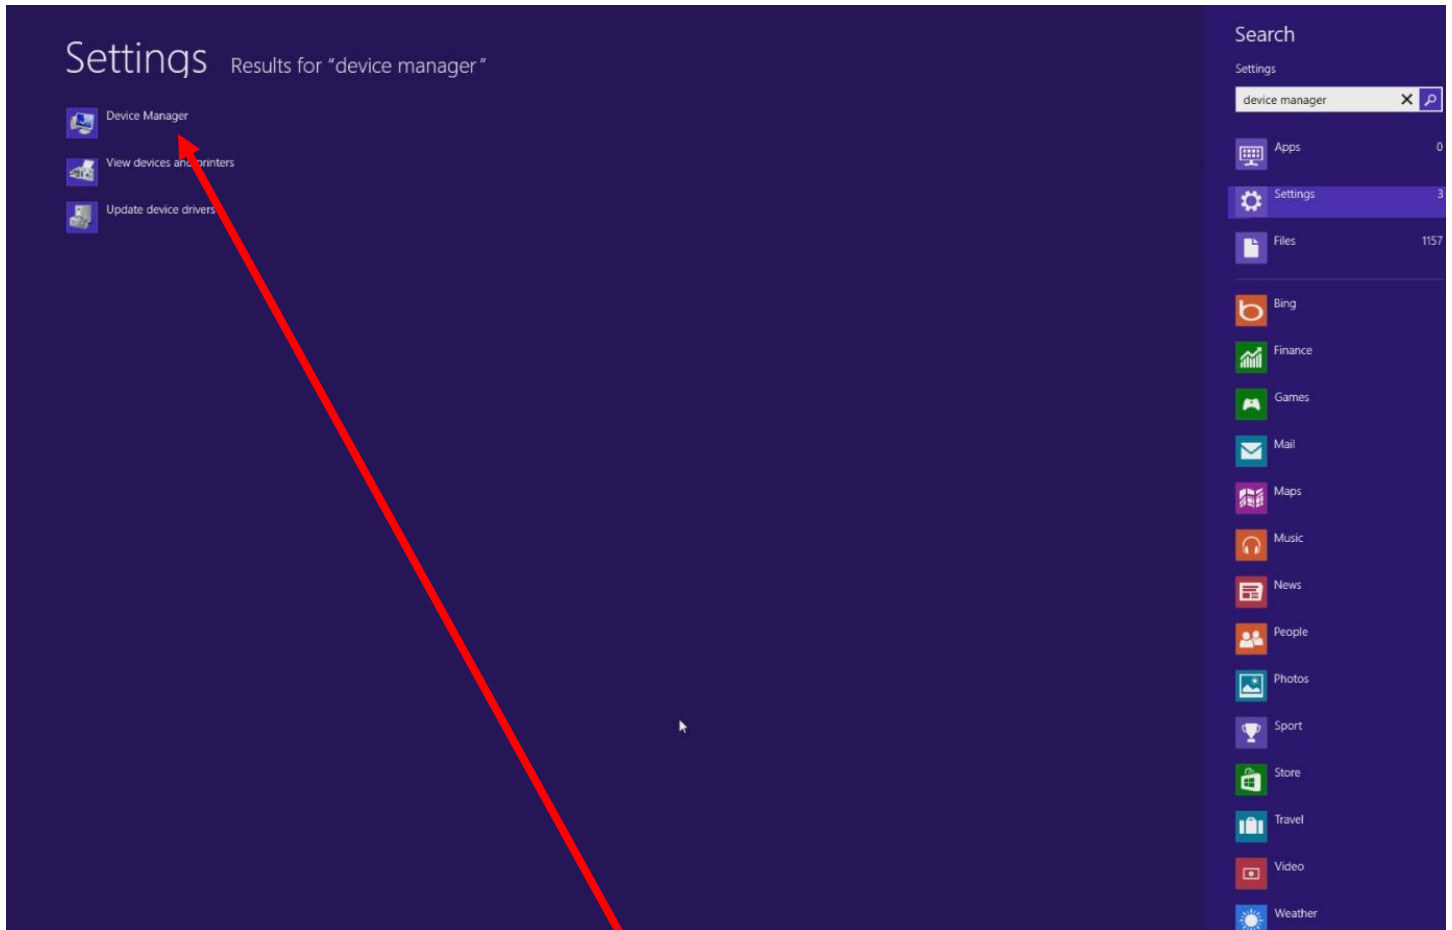 Settings Results for “device manager”
Device Manager
View devices and printers
Update device drivers
Search
Settings
device manager
Apps 0
Settings 3
Files 1157
Bing
Finance
Games
Mail
Maps
Music
News
People
Photos
Sport
Store
Travel
Video
Weather